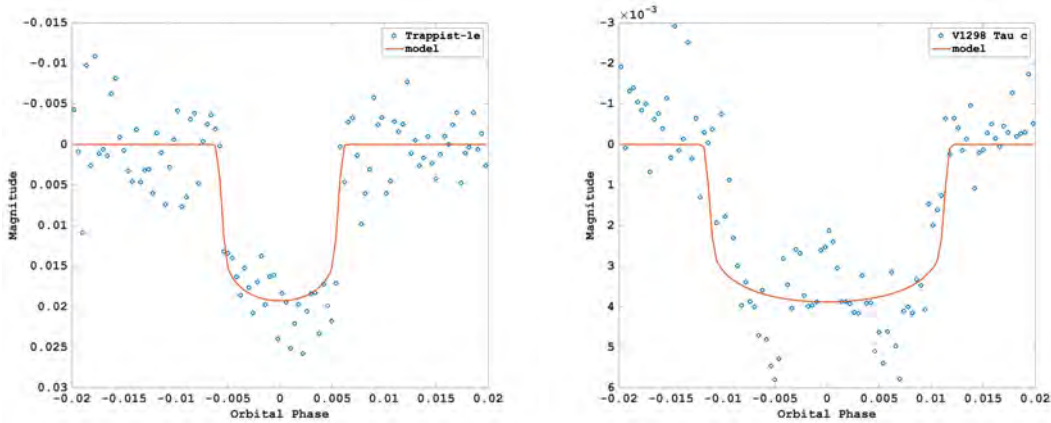 -0.015
-0.01
-0.005
0
0.005
0.01
0.015
0.02
0.025
0.03
Magnitude
-0.02 -0.015 -0.01 -0.005 0 0.005 0.01 0.015 0.02
Orbital Phase
Trappist-1e
model
×10⁻³
-3
-2
-1
0
1
2
3
4
5
6
Magnitude
-0.02 -0.015 -0.01 -0.005 0 0.005 0.01 0.015 0.02
Orbital Phase
V1298 Tau c
model